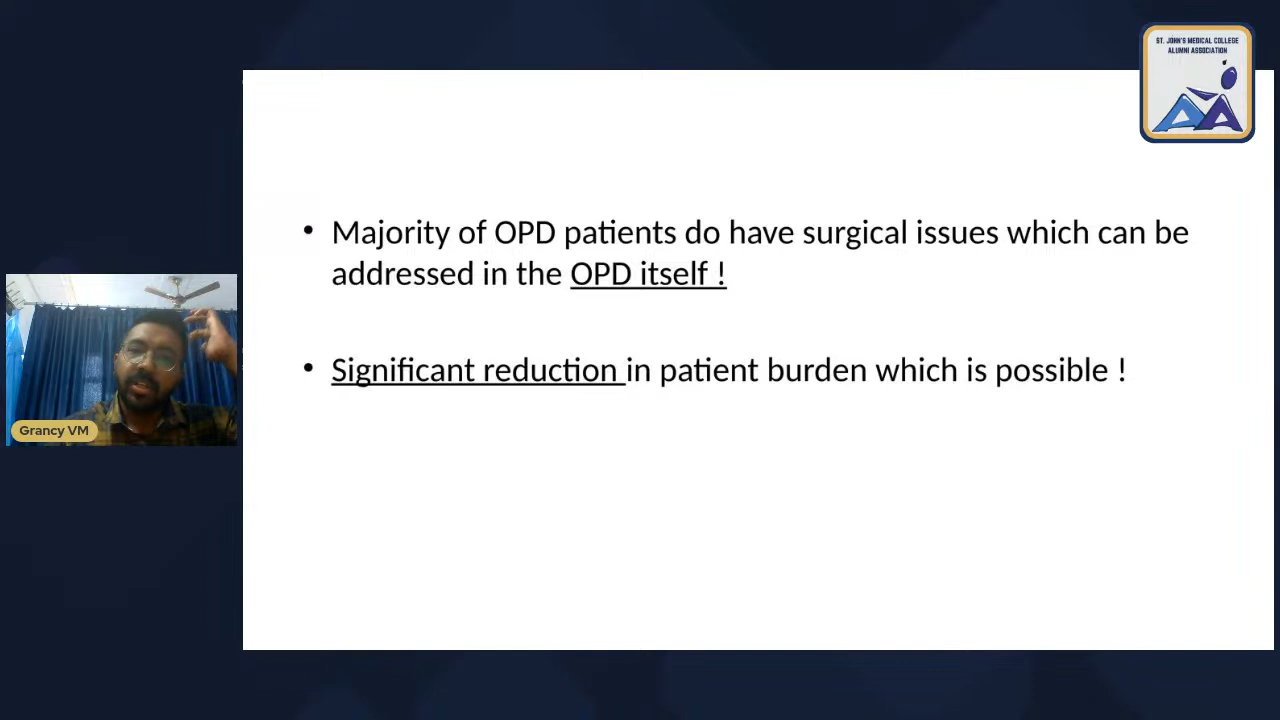 ST. JOHN'S MEDICAL COLLEGE
ALUMNI ASSOCIATION
• Majority of OPD patients do have surgical issues which can be
addressed in the OPD itself !
• Significant reduction in patient burden which is possible !
Grancy VM